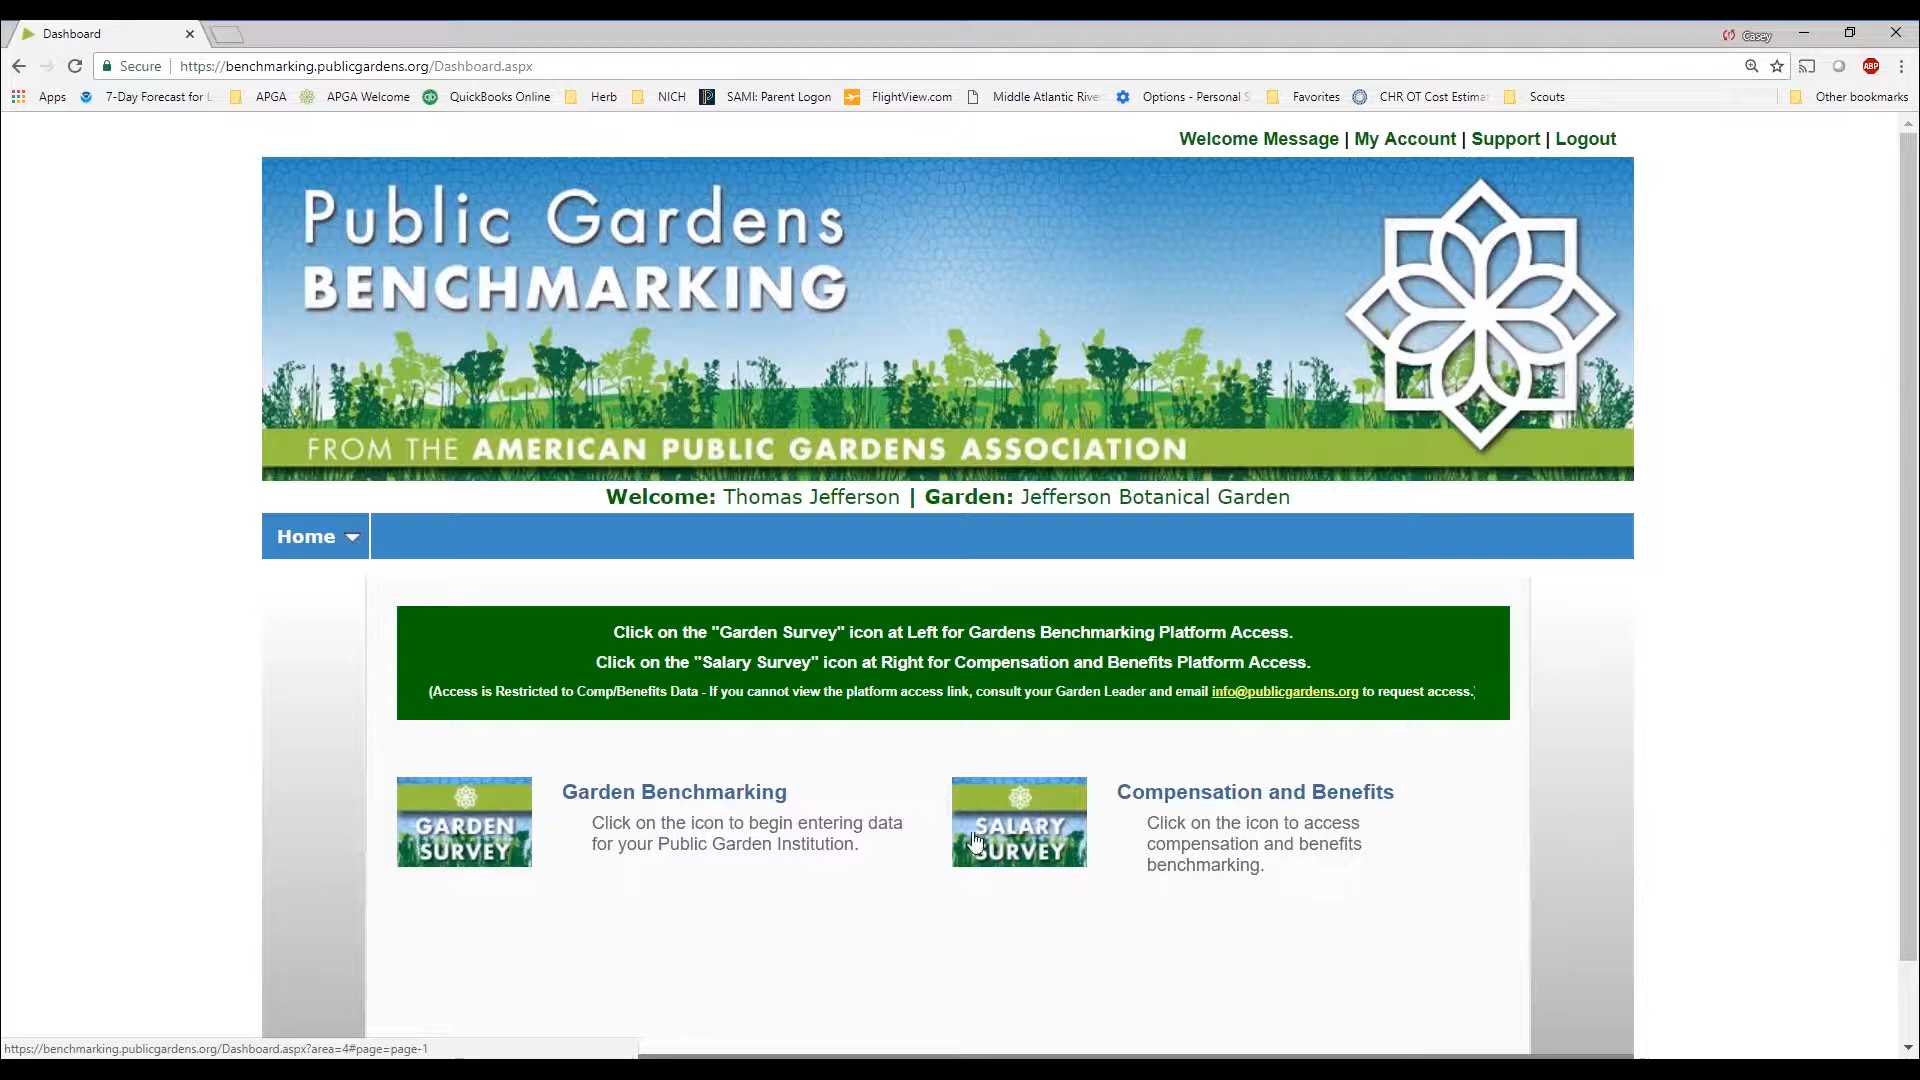 Dashboard
Casey
Secure | https://benchmarking.publicgardens.org/Dashboard.aspx
ABP
Apps 7-Day Forecast for APGA APGA Welcome QuickBooks Online Herb NICH SAMI: Parent Logon FlightView.com Middle Atlantic Rive Options - Personal S Favorites CHR OT Cost Estima Scouts Other bookmarks
Welcome Message | My Account | Support | Logout
Public Gardens
BENCHMARKING
FROM THE AMERICAN PUBLIC GARDENS ASSOCIATION
Welcome: Thomas Jefferson | Garden: Jefferson Botanical Garden
Home
Click on the "Garden Survey" icon at Left for Gardens Benchmarking Platform Access.
Click on the "Salary Survey" icon at Right for Compensation and Benefits Platform Access.
(Access is Restricted to Comp/Benefits Data - If you cannot view the platform access link, consult your Garden Leader and email info@publicgardens.org to request access.)
GARDEN
SURVEY
Garden Benchmarking
Click on the icon to begin entering data
for your Public Garden Institution.
SALARY
SURVEY
Compensation and Benefits
Click on the icon to access
compensation and benefits
benchmarking.
https://benchmarking.publicgardens.org/Dashboard.aspx?area=4#page=page-1